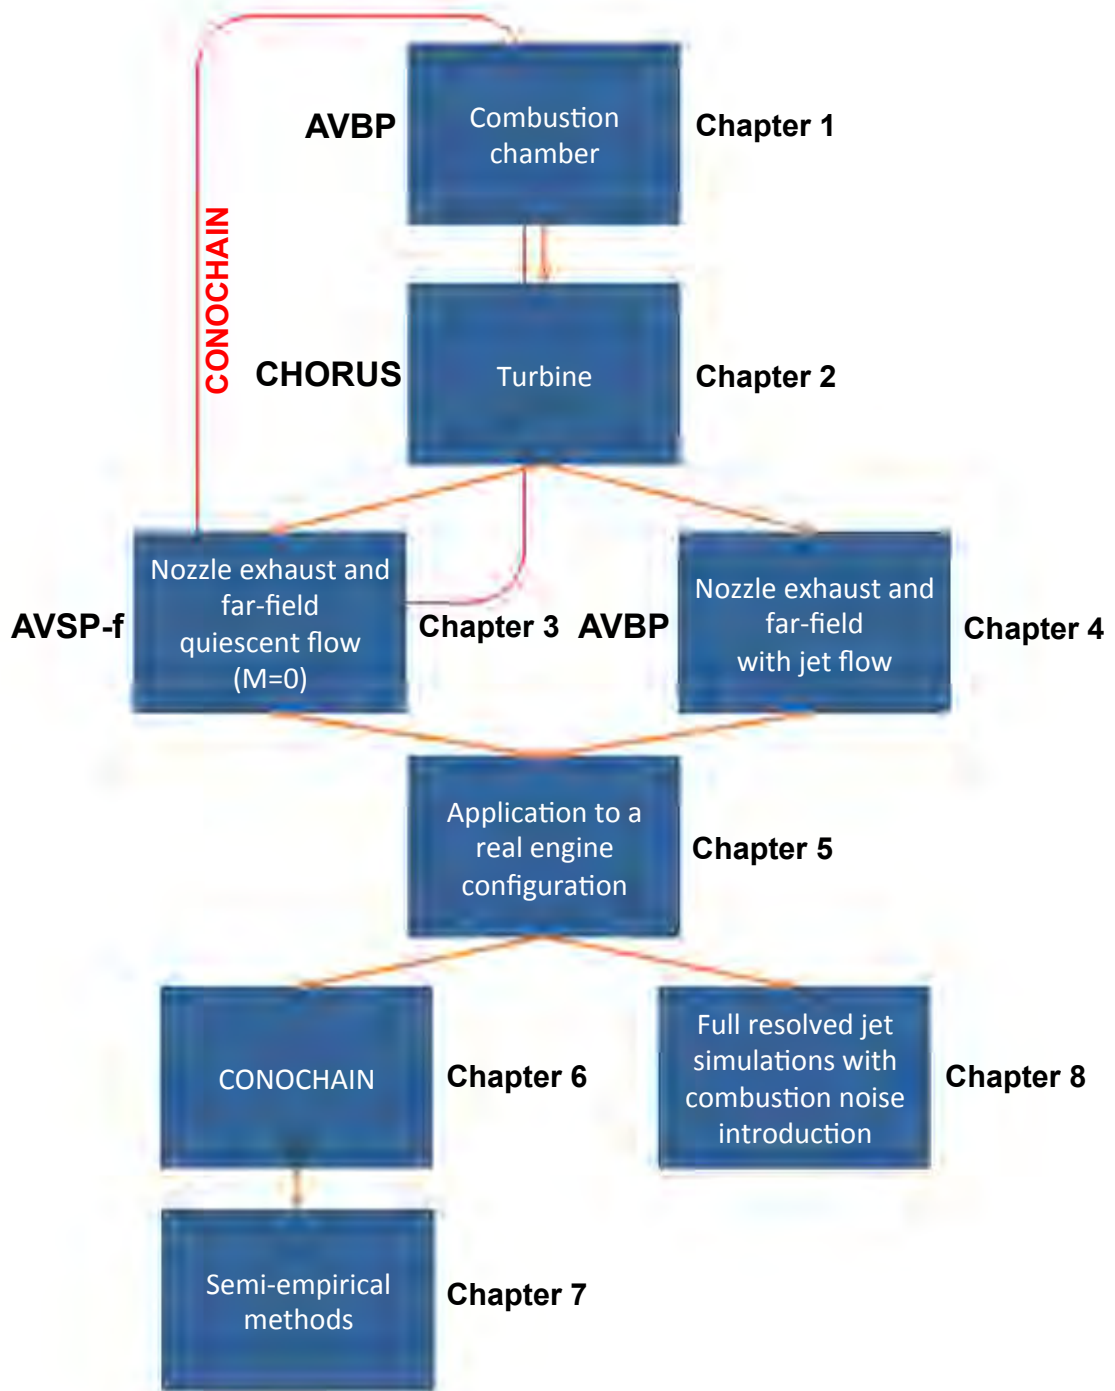 AVBP
Combustion
chamber
Chapter 1
CONOCHAIN
CHORUS
Turbine
Chapter 2
AVSP-f
Nozzle exhaust and
far-field
quiescent flow
(M=0)
Chapter 3
AVBP
Nozzle exhaust and
far-field
with jet flow
Chapter 4
Application to a
real engine
configuration
Chapter 5
CONOCHAIN
Chapter 6
Full resolved jet
simulations with
combustion noise
introduction
Chapter 8
Semi-empirical
methods
Chapter 7